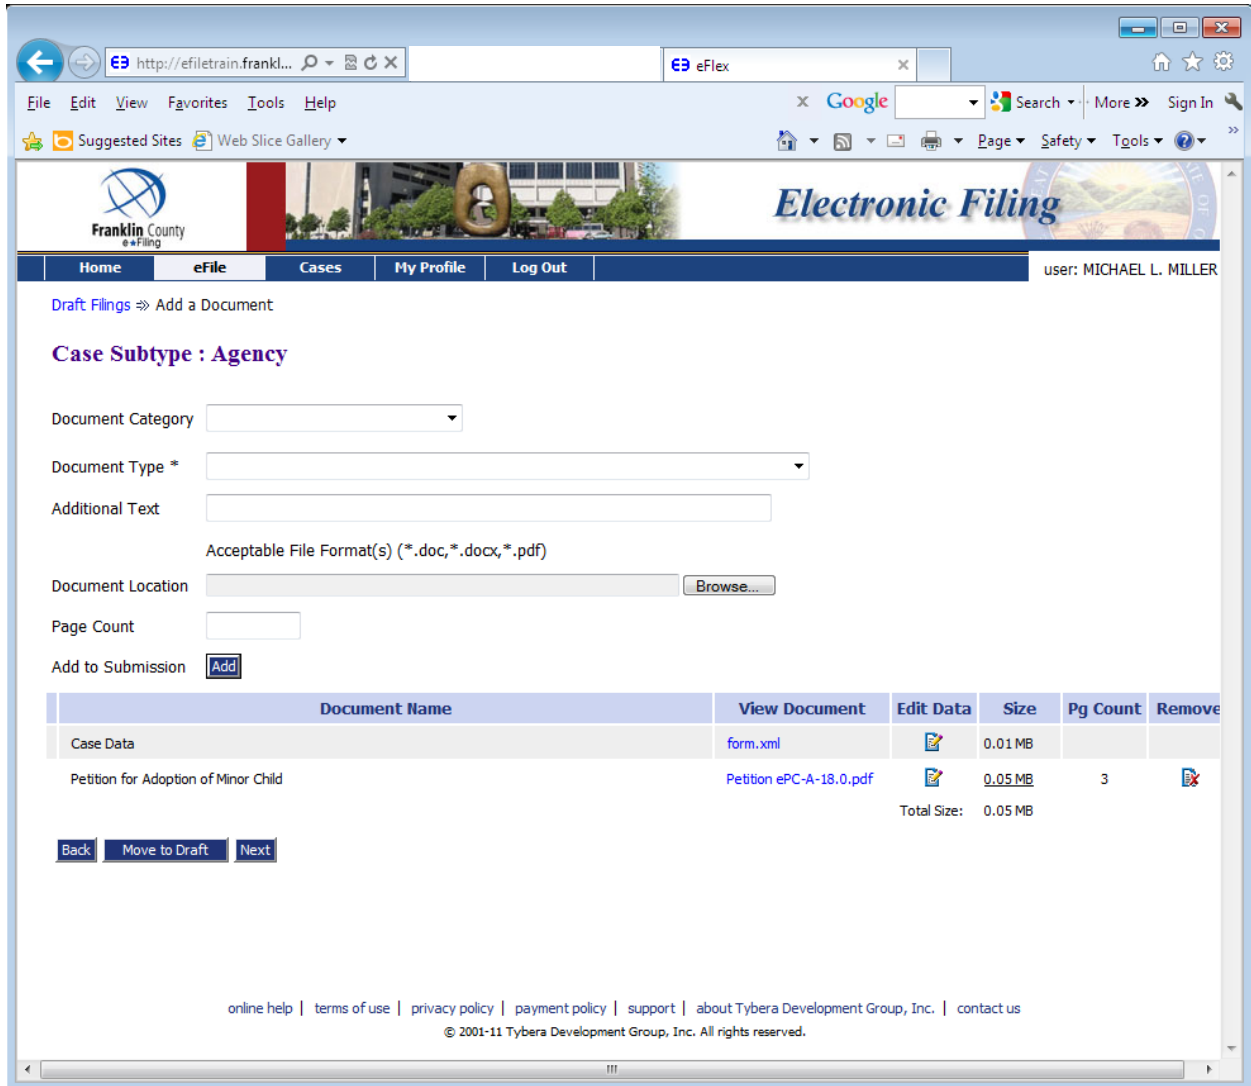 http://efiletrain.frankl...
eFlex
File Edit View Favorites Tools Help
x Google Search More >> Sign In
Suggested Sites Web Slice Gallery
Page Safety Tools
Franklin County
e★Filing
Electronic Filing
Home eFile Cases My Profile Log Out
user: MICHAEL L. MILLER
Draft Filings => Add a Document
Case Subtype : Agency
Document Category
Document Type *
Additional Text
Acceptable File Format(s) (*.doc,*.docx,*.pdf)
Document Location Browse...
Page Count
Add to Submission Add
Document Name View Document Edit Data Size Pg Count Remove
Case Data form.xml 0.01 MB
Petition for Adoption of Minor Child Petition ePC-A-18.0.pdf 0.05 MB 3
Total Size: 0.05 MB
Back Move to Draft Next
online help | terms of use | privacy policy | payment policy | support | about Tybera Development Group, Inc. | contact us
© 2001-11 Tybera Development Group, Inc. All rights reserved.